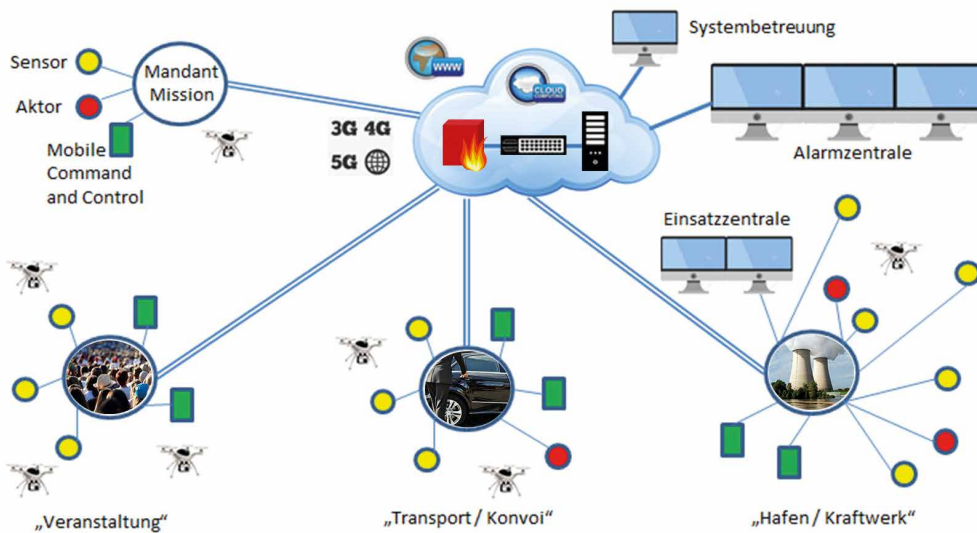 Systembetreuung
Sensor
Mandant
Mission
WWW
CLOUD
COMPUTING
Aktor
3G 4G
5G
Alarmzentrale
Mobile
Command
and Control
Einsatzzentrale
„Veranstaltung“
„Transport / Konvoi“
„Hafen / Kraftwerk“